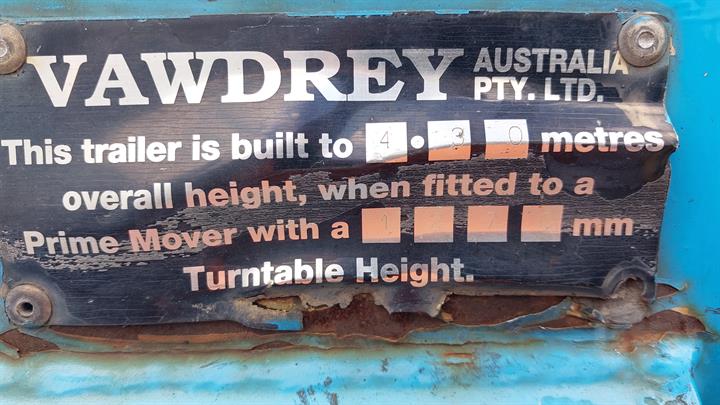 VAWDREY AUSTRALIA PTY. LTD.
This trailer is built to 4.30 metres
overall height, when fitted to a
Prime Mover with a mm
Turntable Height.